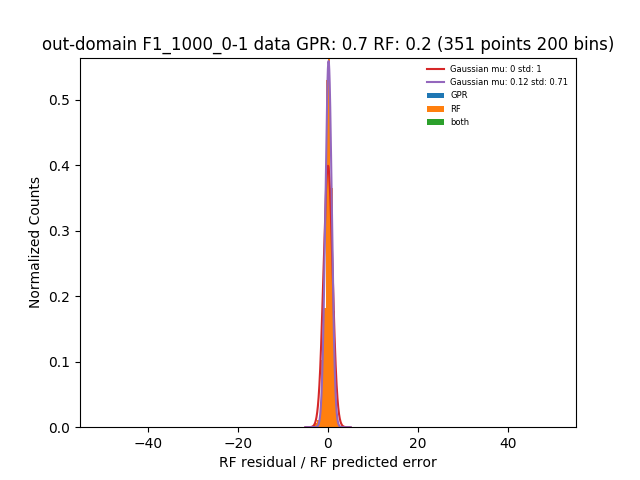 out-domain F1_1000_0-1 data GPR: 0.7 RF: 0.2 (351 points 200 bins)
Gaussian mu: 0 std: 1
Gaussian mu: 0.12 std: 0.71
GPR
RF
both
Normalized Counts
0.5
0.4
0.3
0.2
0.1
0.0
−40
−20
0
20
40
RF residual / RF predicted error